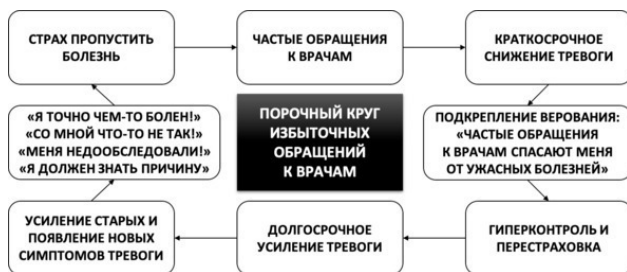 СТРАХ ПРОПУСТИТЬ
БОЛЕЗНЬ
ЧАСТЫЕ ОБРАЩЕНИЯ
К ВРАЧАМ
КРАТКОСРОЧНОЕ
СНИЖЕНИЕ ТРЕВОГИ
«Я ТОЧНО ЧЕМ-ТО БОЛЕН!»
«СО МНОЙ ЧТО-ТО НЕ ТАК!»
«МЕНЯ НЕДООБСЛЕДОВАЛИ!»
«Я ДОЛЖЕН ЗНАТЬ ПРИЧИНУ»
ПОРОЧНЫЙ КРУГ
ИЗБЫТОЧНЫХ
ОБРАЩЕНИЙ
К ВРАЧАМ
ПОДКРЕПЛЕНИЕ ВЕРОВАНИЯ:
«ЧАСТЫЕ ОБРАЩЕНИЯ
К ВРАЧАМ СПАСАЮТ МЕНЯ
ОТ УЖАСНЫХ БОЛЕЗНЕЙ»
УСИЛЕНИЕ СТАРЫХ И
ПОЯВЛЕНИЕ НОВЫХ
СИМПТОМОВ ТРЕВОГИ
ДОЛГОСРОЧНОЕ
УСИЛЕНИЕ ТРЕВОГИ
ГИПЕРКОНТРОЛЬ И
ПЕРЕСТРАХОВКА